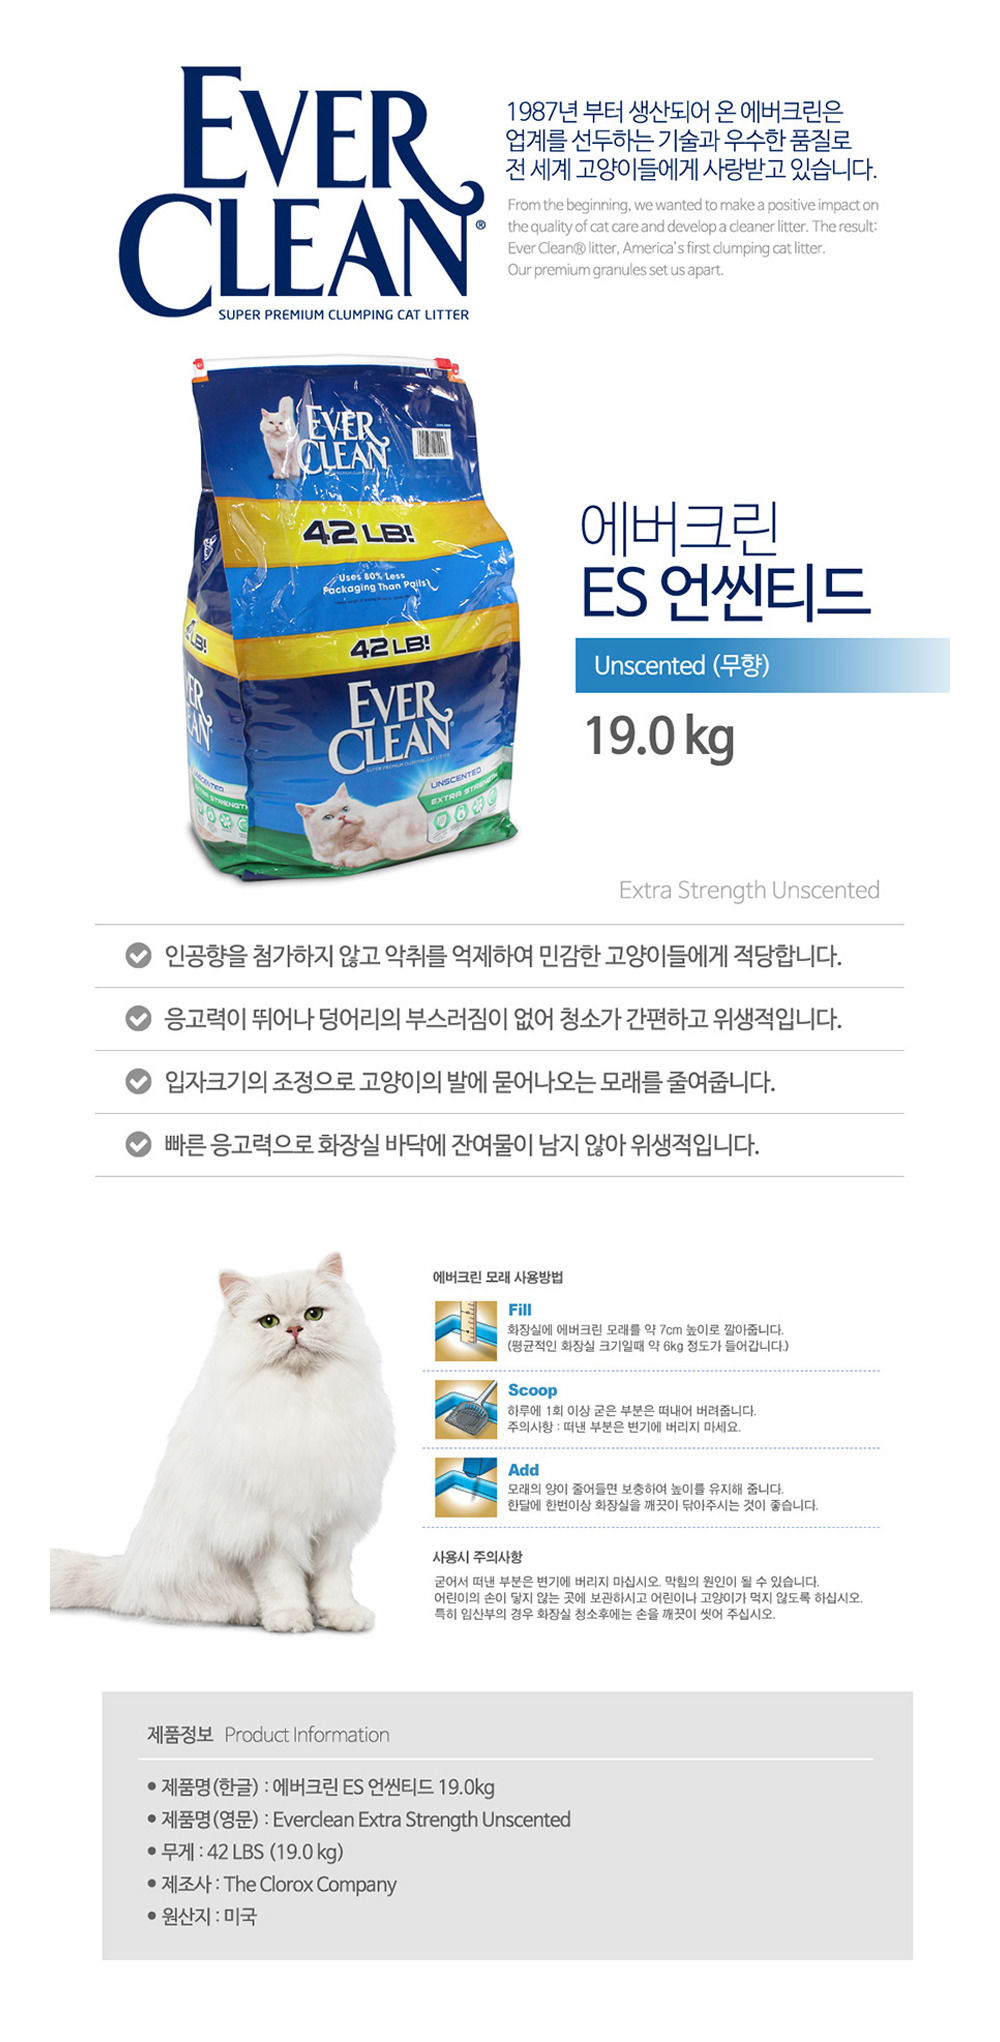 EVER
CLEAN®
SUPER PREMIUM CLUMPING CAT LITTER
1987년 부터 생산되어 온 에버크린은
업계를 선두하는 기술과 우수한 품질로
전 세계 고양이들에게 사랑받고 있습니다.
From the beginning, we wanted to make a positive impact on
the quality of cat care and develop a cleaner litter. The result:
Ever Clean® litter, America's first clumping cat litter.
Our premium granules set us apart.
EVER
CLEAN
42 LB!
Uses 80% Less
Packaging Than Pails
42 LB!
EVER
CLEAN
SUPER PREMIUM CLUMPING CAT LITTER
UNSCENTED
EXTRA STRENGTH
에버크린
ES 언씬티드
Unscented (무향)
19.0 kg
Extra Strength Unscented
인공향을 첨가하지 않고 악취를 억제하여 민감한 고양이들에게 적당합니다.
응고력이 뛰어나 덩어리의 부스러짐이 없어 청소가 간편하고 위생적입니다.
입자크기의 조정으로 고양이의 발에 묻어나오는 모래를 줄여줍니다.
빠른 응고력으로 화장실 바닥에 잔여물이 남지 않아 위생적입니다.
에버크린 모래 사용방법
Fill
화장실에 에버크린 모래를 약 7cm 높이로 깔아줍니다.
(평균적인 화장실 크기일때 약 6kg 정도가 들어갑니다.)
Scoop
하루에 1회 이상 굳은 부분은 떠내어 버려줍니다.
주의사항 : 떠낸 부분은 변기에 버리지 마세요.
Add
모래의 양이 줄어들면 보충하여 높이를 유지해 줍니다.
한달에 한번이상 화장실을 깨끗이 닦아주시는 것이 좋습니다.
사용시 주의사항
굳어서 떠낸 부분은 변기에 버리지 마십시오. 막힘의 원인이 될 수 있습니다.
어린이의 손이 닿지 않는 곳에 보관하시고 어린이나 고양이가 먹지 않도록 하십시오.
특히 임산부의 경우 화장실 청소후에는 손을 깨끗이 씻어 주십시오.
제품정보 Product Information
• 제품명(한글) : 에버크린 ES 언씬티드 19.0kg
• 제품명(영문) : Everclean Extra Strength Unscented
• 무게 : 42 LBS (19.0 kg)
• 제조사 : The Clorox Company
• 원산지 : 미국